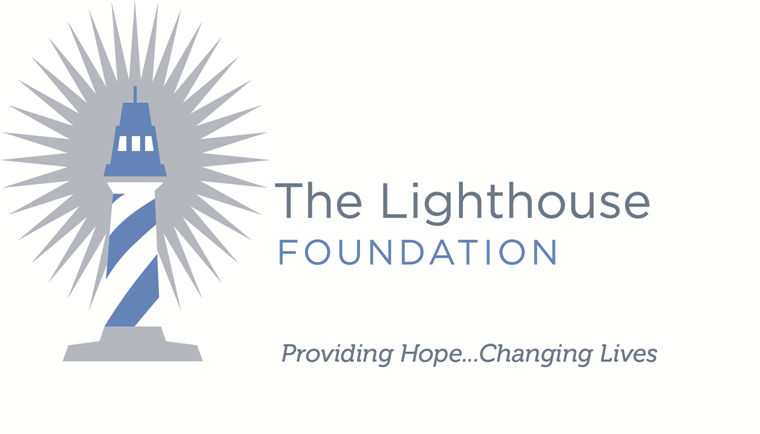 The Lighthouse
FOUNDATION
Providing Hope...Changing Lives